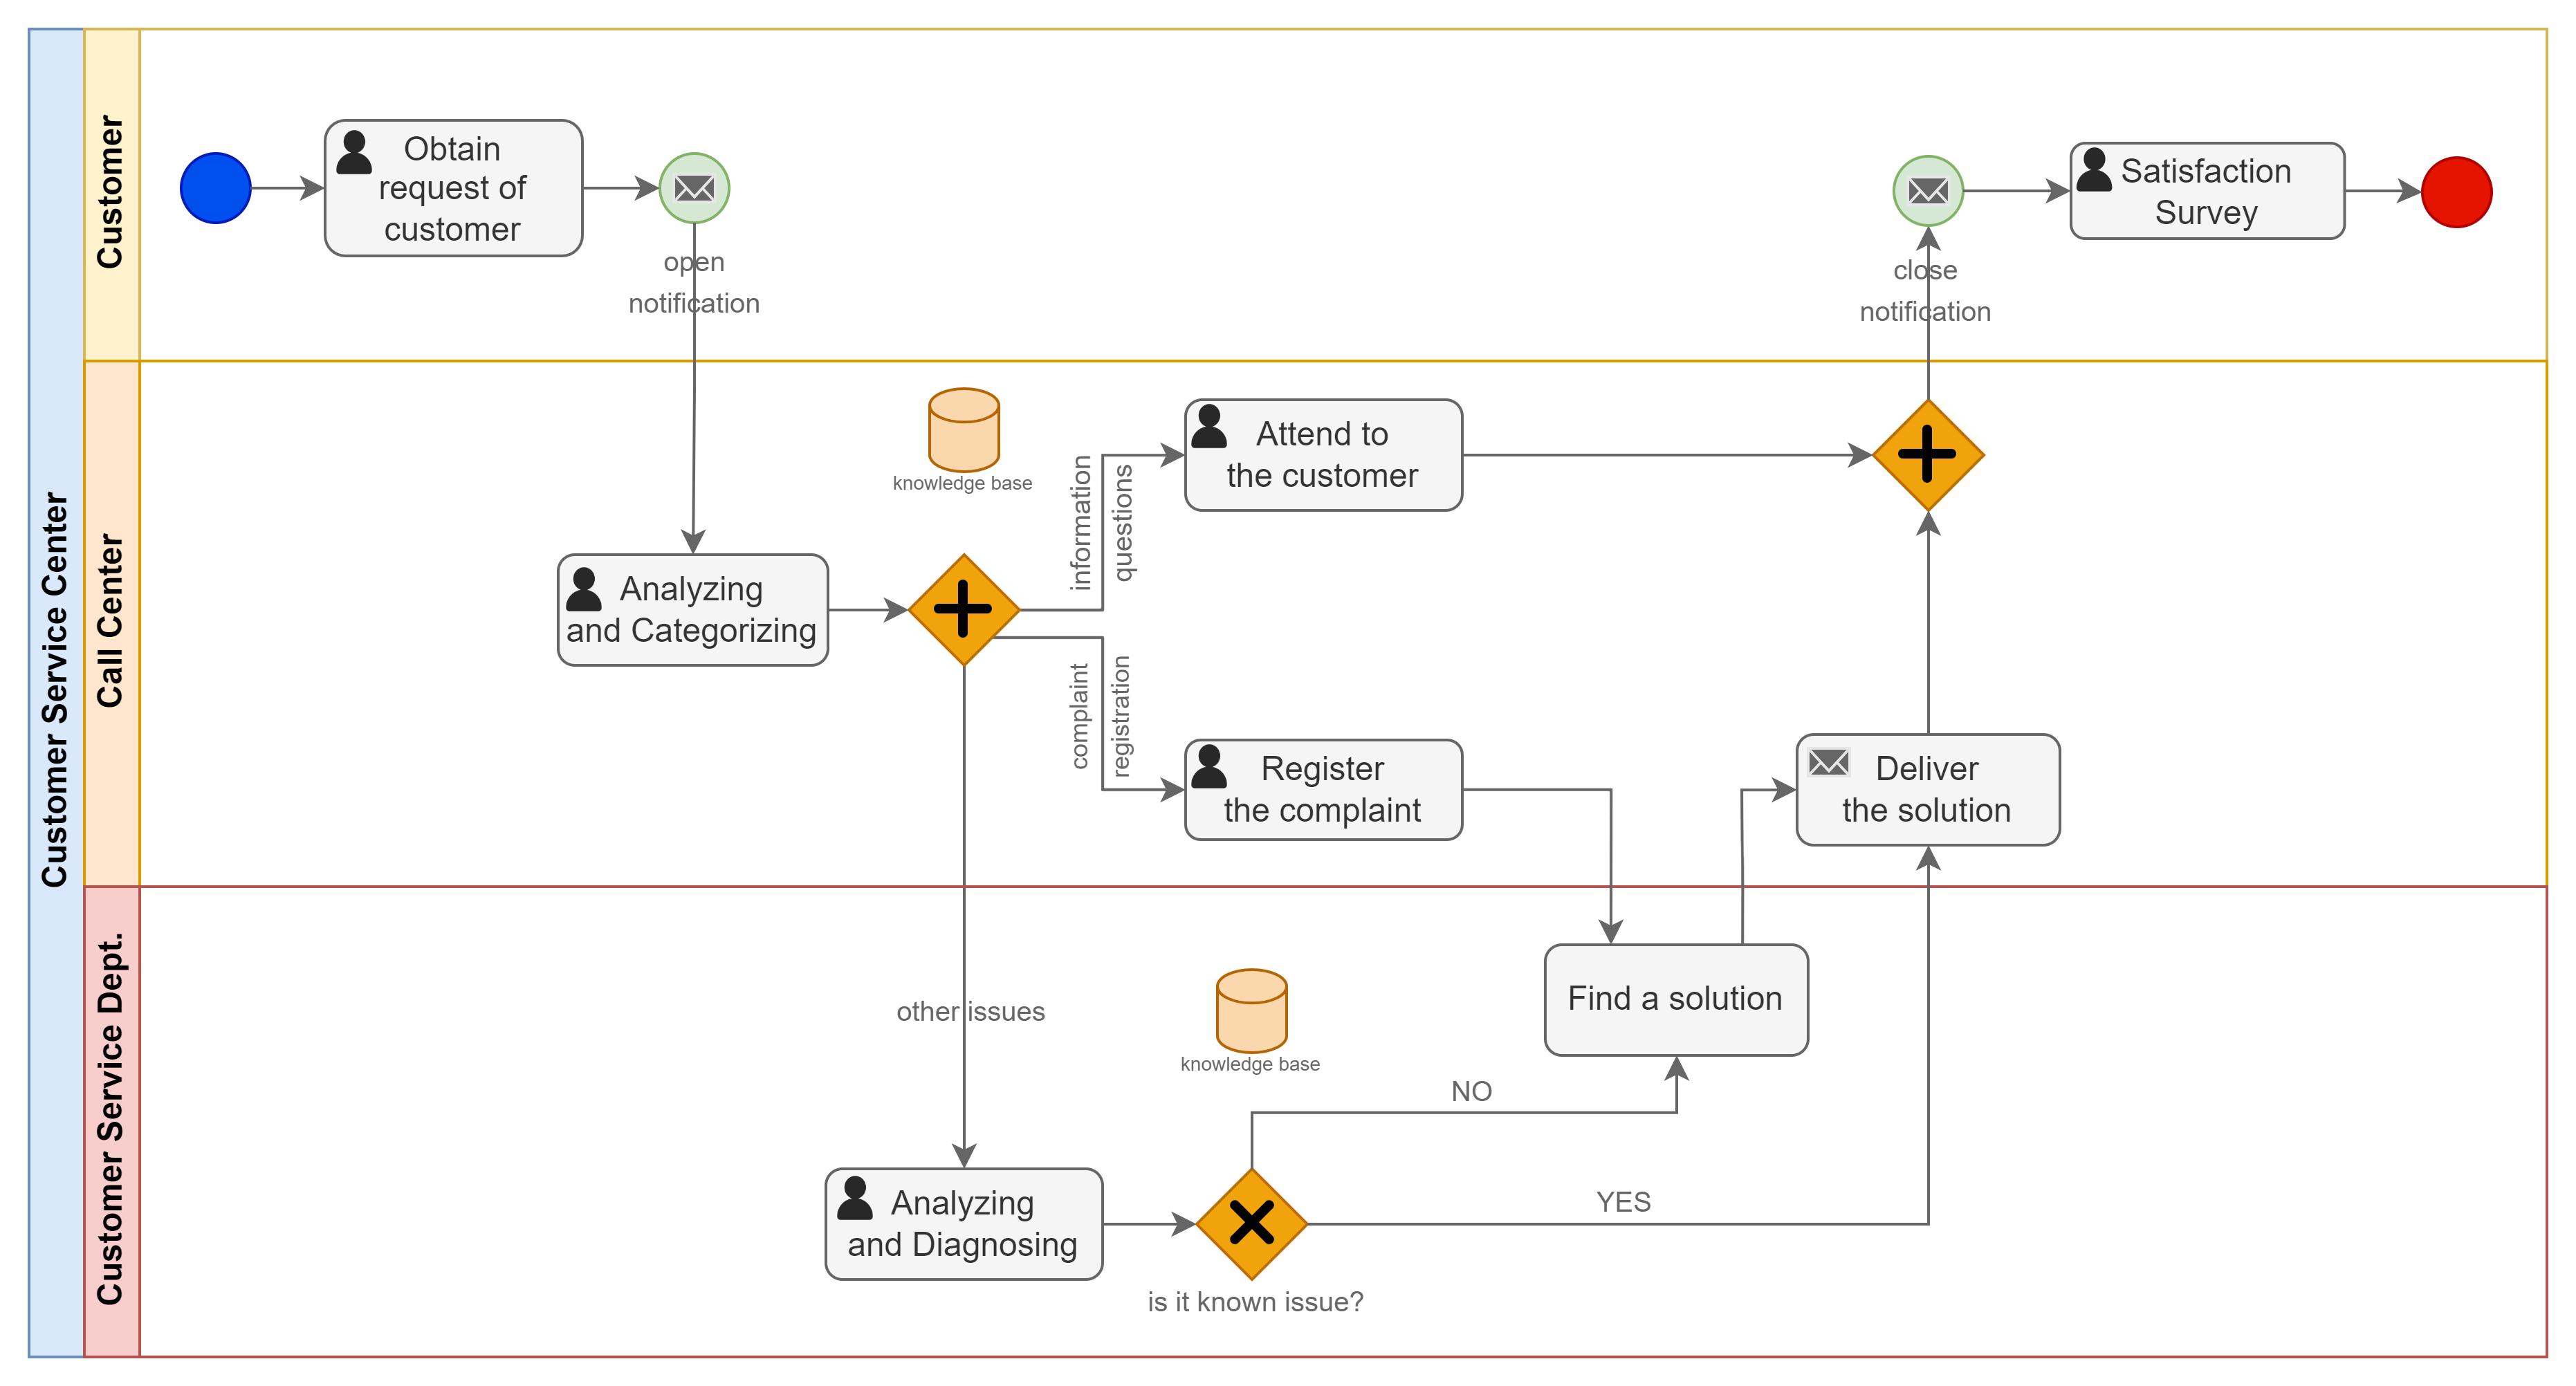 Customer Service Center
Customer
Obtain
request of
customer
open
notification
close
notification
Satisfaction
Survey
Call Center
knowledge base
Analyzing
and Categorizing
information
questions
Attend to
the customer
complaint
registration
Register
the complaint
Deliver
the solution
Customer Service Dept.
other issues
knowledge base
Find a solution
NO
YES
Analyzing
and Diagnosing
is it known issue?